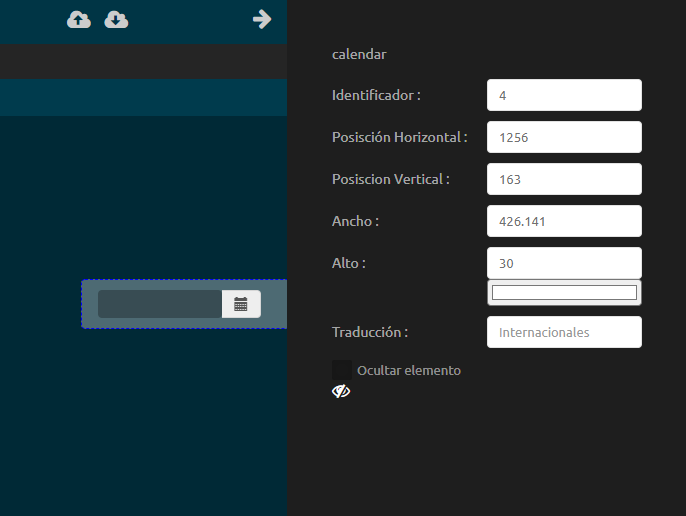 calendar
Identificador : 4
Posisción Horizontal : 1256
Posiscion Vertical : 163
Ancho : 426.141
Alto : 30
Traducción : Internacionales
Ocultar elemento